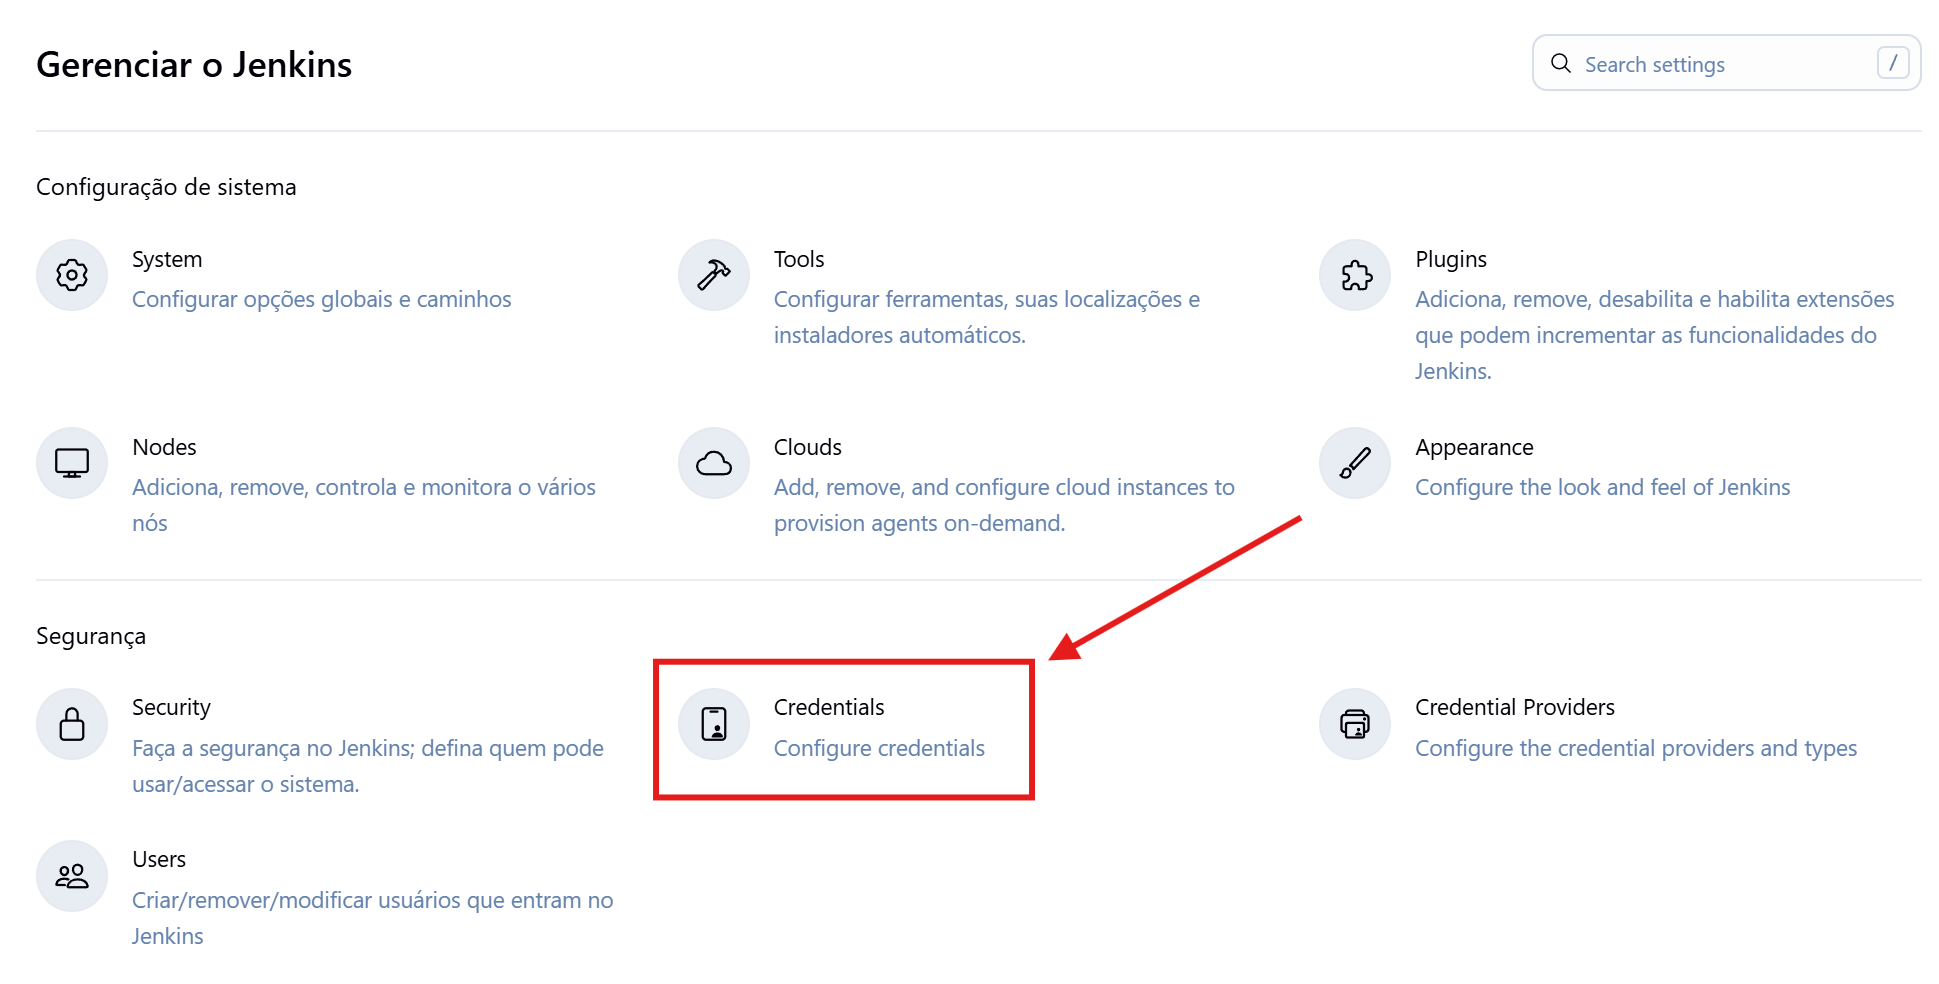 Gerenciar o Jenkins
Search settings
/
Configuração de sistema
System
Configurar opções globais e caminhos
Tools
Configurar ferramentas, suas localizações e
instaladores automáticos.
Plugins
Adiciona, remove, desabilita e habilita extensões
que podem incrementar as funcionalidades do
Jenkins.
Nodes
Adiciona, remove, controla e monitora o vários
nós
Clouds
Add, remove, and configure cloud instances to
provision agents on-demand.
Appearance
Configure the look and feel of Jenkins
Segurança
Security
Faça a segurança no Jenkins; defina quem pode
usar/acessar o sistema.
Credentials
Configure credentials
Credential Providers
Configure the credential providers and types
Users
Criar/remover/modificar usuários que entram no
Jenkins